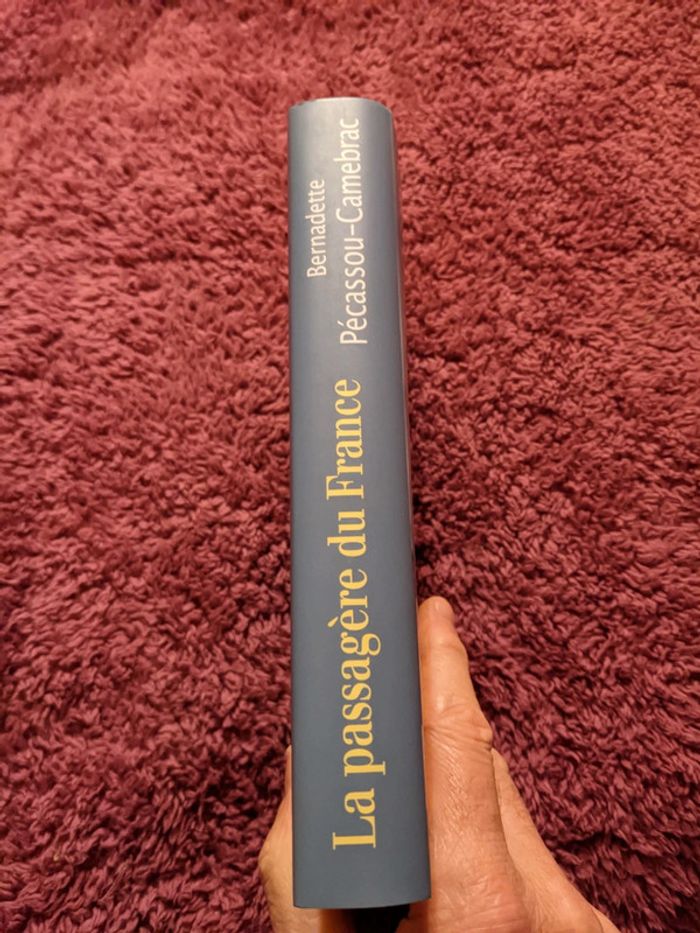 Bernadette
Pécassou-Camebrac
La passagère du France